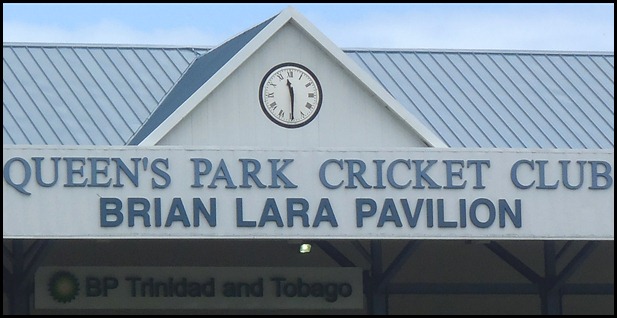 QUEEN'S PARK CRICKET CLUB
BRIAN LARA PAVILION
BP Trinidad and Tobago